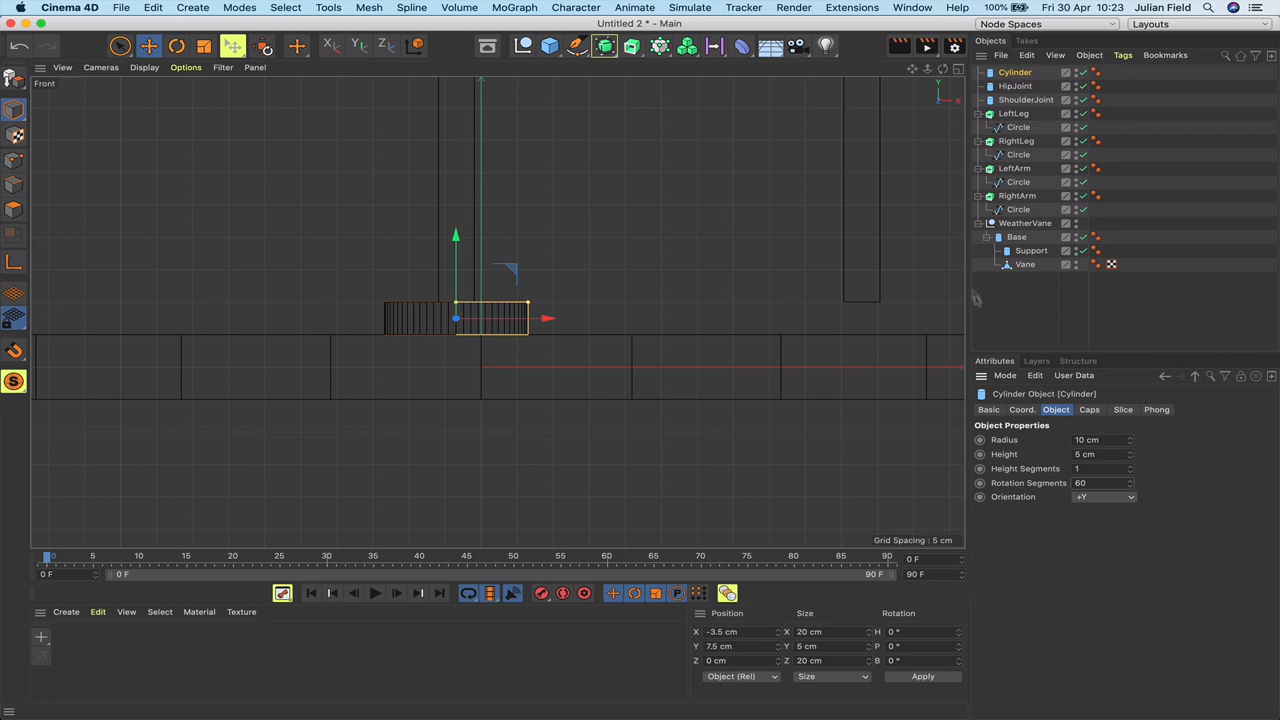 Cinema 4D File Edit Create Select Tools Mesh Spline Volume MoGraph Character Animate Simulate Tracker Render Extensions Window Help 100% Fri 30 Apr 10:23 Julian Field
Untitled 2 * - Main
Node Spaces Layouts
Objects Takes
File Edit View Object Tags Bookmarks
View Cameras Display Options Filter Panel
Front
Y
X
Z
Cylinder
HipJoint
ShoulderJoint
LeftLeg
Circle
RightLeg
Circle
LeftArm
Circle
RightArm
Circle
WeatherVane
Base
Support
Vane
Attributes Layers Structure
Mode Edit User Data
Cylinder Object [Cylinder]
Basic Coord. Object Caps Slice Phong
Object Properties
Radius 10 cm
Height 5 cm
Height Segments 1
Rotation Segments 60
Orientation +Y
Grid Spacing : 5 cm
0 5 10 15 20 25 30 35 40 45 50 55 60 65 70 75 80 85 90 0 F
0 F 0 F 90 F 90 F
Create Edit View Select Material Texture
Position Size Rotation
X -3.5 cm X 20 cm H 0 °
Y 7.5 cm Y 5 cm P 0 °
Z 0 cm Z 20 cm B 0 °
Object (Rel) Size Apply